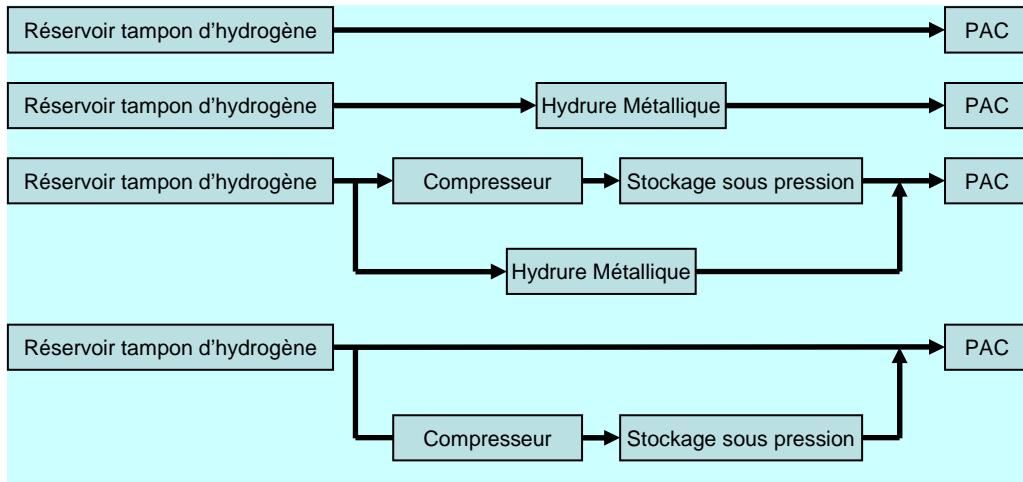 Réservoir tampon d'hydrogène
PAC
Réservoir tampon d'hydrogène
Hydrure Métallique
PAC
Réservoir tampon d'hydrogène
Compresseur
Stockage sous pression
PAC
Hydrure Métallique
Réservoir tampon d'hydrogène
PAC
Compresseur
Stockage sous pression